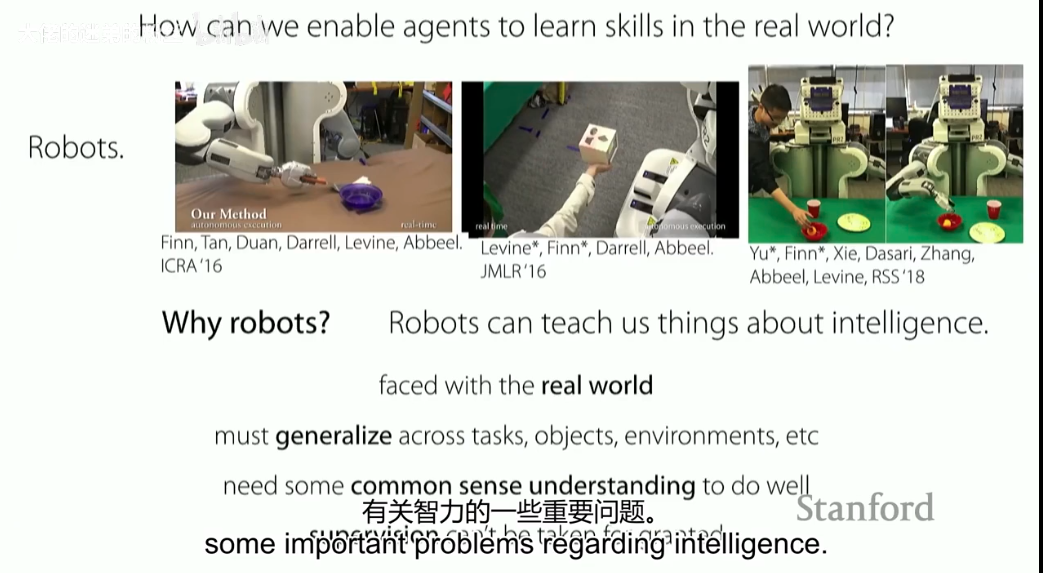 How can we enable agents to learn skills in the real world?
Robots.
Our Method
autonomous execution
real-time
real time
autonomous execution
Finn, Tan, Duan, Darrell, Levine, Abbeel.
ICRA‘16
Levine*, Finn*, Darrell, Abbeel.
JMLR'16
Yu*, Finn*, Xie, Dasari, Zhang,
Abbeel, Levine, RSS‘18
Why robots? Robots can teach us things about intelligence.
faced with the real world
must generalize across tasks, objects, environments, etc
need some common sense understanding to do well
有关智力的一些重要问题。
Stanford
supervision can't be taken for granted
some important problems regarding intelligence.